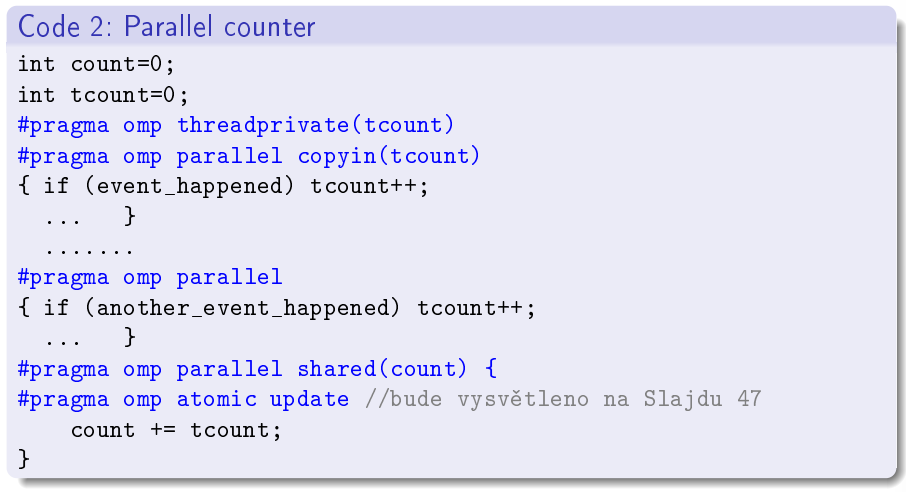 Code 2: Parallel counter
int count=0;
int tcount=0;
#pragma omp threadprivate(tcount)
#pragma omp parallel copyin(tcount)
{ if (event_happened) tcount++;
  ...   }
  .......
#pragma omp parallel
{ if (another_event_happened) tcount++;
  ...   }
#pragma omp parallel shared(count) {
#pragma omp atomic update //bude vysvětleno na Slajdu 47
    count += tcount;
}